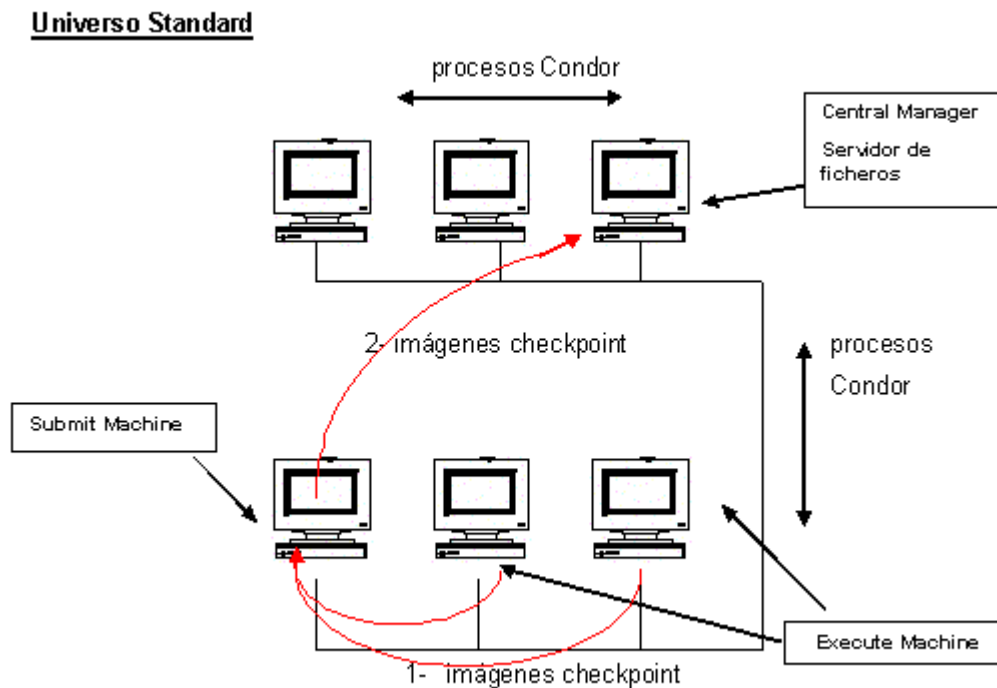 Universo Standard
procesos Condor
Central Manager
Servidor de
ficheros
2- imágenes checkpoint
procesos
Condor
Submit Machine
Execute Machine
1- imágenes checkpoint